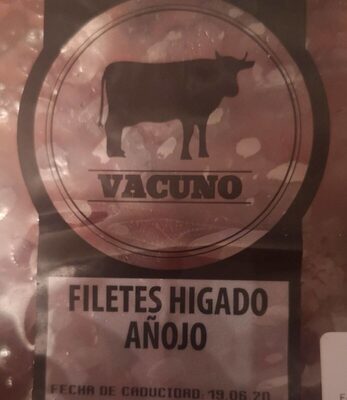 VACUNO
FILETES HIGADO
AÑOJO
FECHA DE CADUCIDAD: 19.06.20